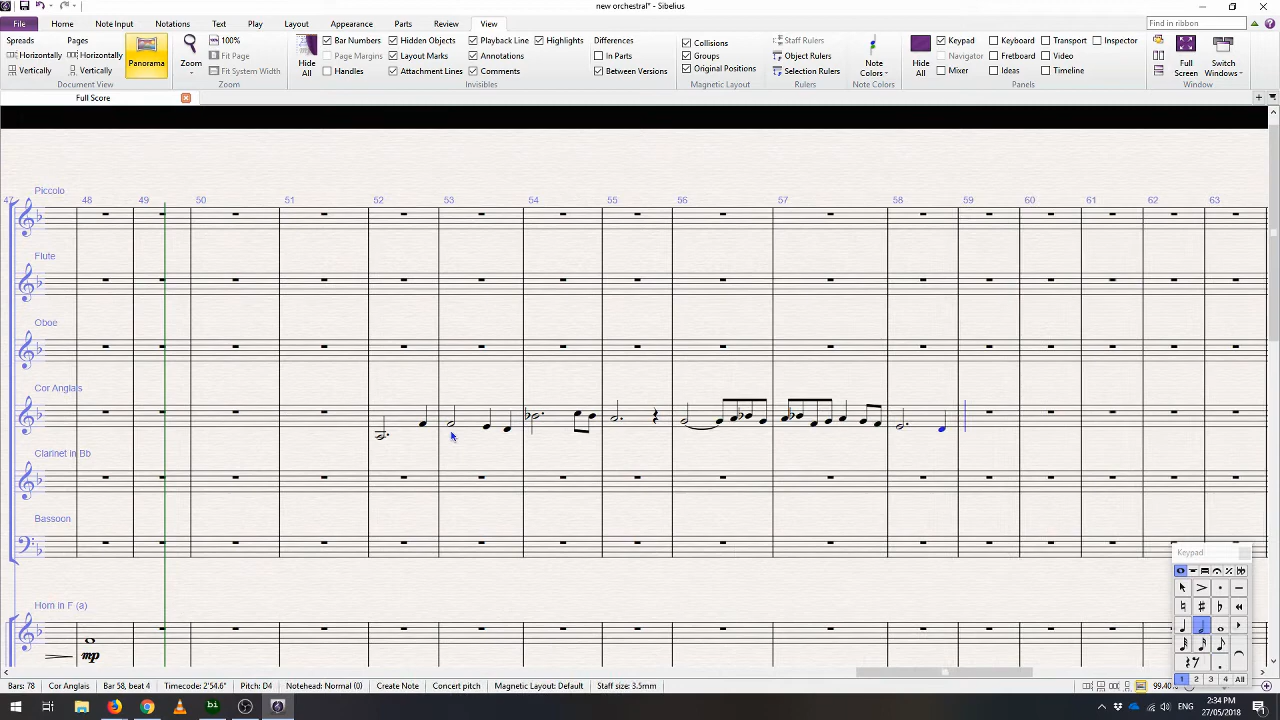 new orchestral* - Sibelius
File Home Note Input Notations Text Play Layout Appearance Parts Review View Find in ribbon
Spreads Pages 100% Bar Numbers Hidden Objects Playback Line Highlights Differences Collisions Staff Rulers Keypad Keyboard Transport Inspector
Horizontally Horizontally Fit Page Page Margins Layout Marks Annotations In Parts Groups Object Rulers Navigator Fretboard Video
Vertically Vertically Panorama Zoom Fit System Width Hide All Handles Attachment Lines Comments Between Versions Original Positions Selection Rulers Note Colors Hide All Mixer Ideas Timeline Full Screen Switch Windows
Document View Zoom Invisibles Magnetic Layout Rulers Note Colors Panels Window
Full Score
Piccolo
47 48 49 50 51 52 53 54 55 56 57 58 59 60 61 62 63
Flute
Oboe
Cor Anglais
Clarinet in Bb
Bassoon
Keypad
Horn in F (a)
mp
1 2 3 4 All
Bars: 78 Cor Anglais Bar 58, beat 4 Timecode: 2'54.6" Pitch: D4 Notehead: Normal (0) Create Note Concert pitch Magnetic Layout: Default Staff size: 3.5mm 99.40%
bi ENG 2:34 PM
27/05/2018